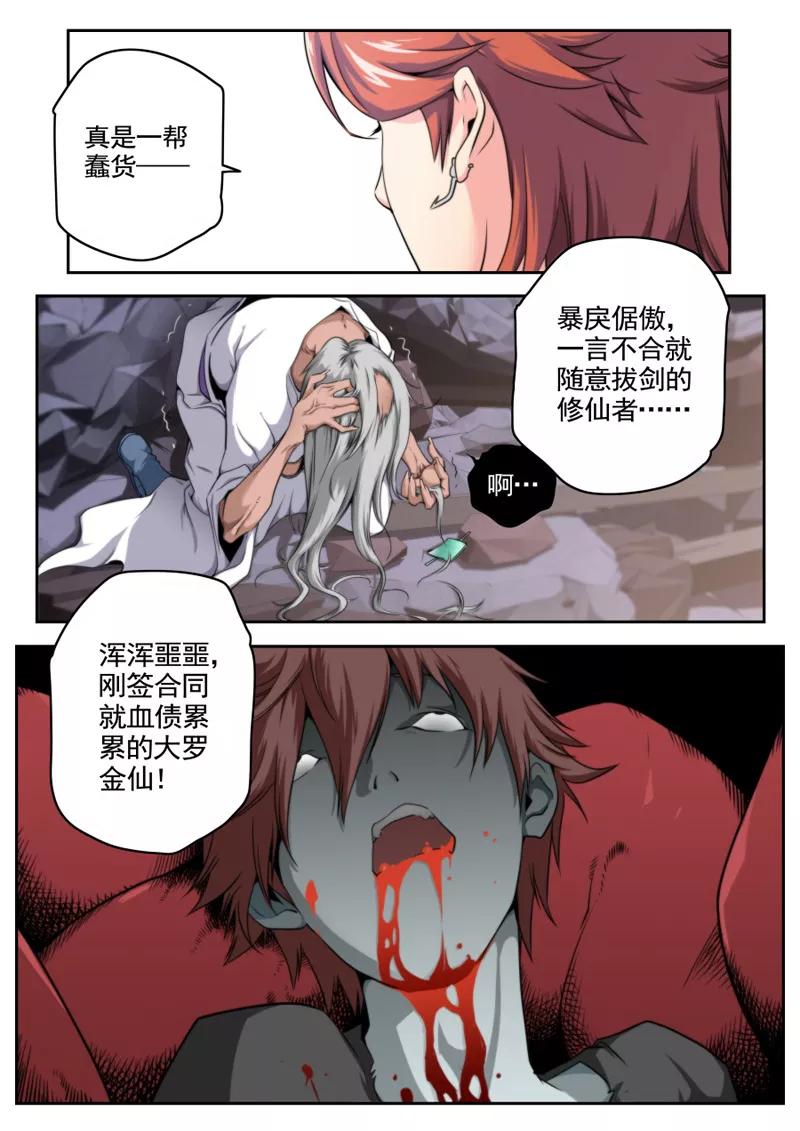 真是一帮
蠢货——
暴戾倨傲，
一言不合就
随意拔剑的
修仙者……
啊…
浑浑噩噩，
刚签合同
就血债累
累的大罗
金仙！